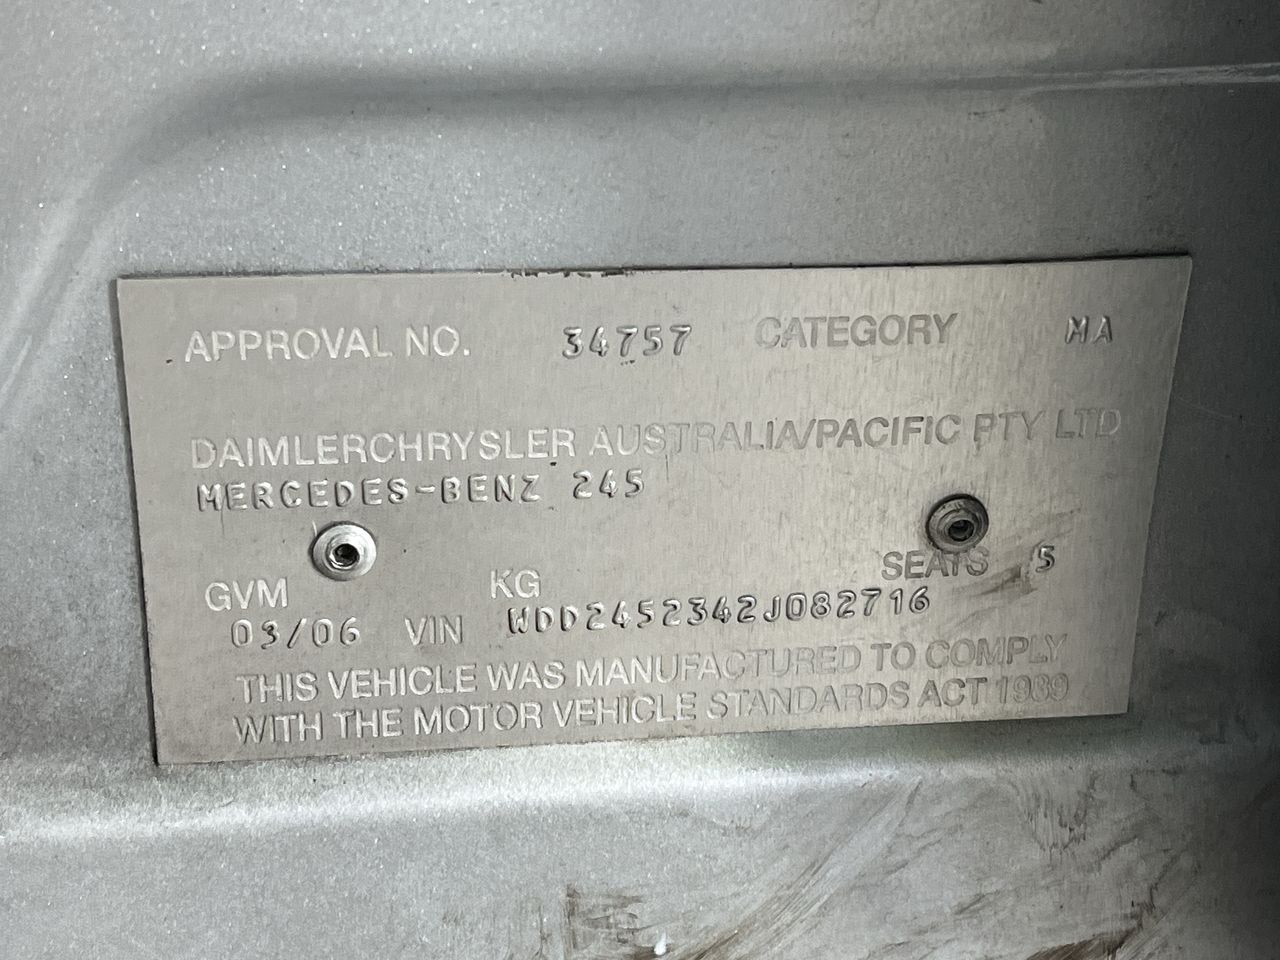 APPROVAL NO. 34757 CATEGORY MA
DAIMLERCHRYSLER AUSTRALIA/PACIFIC PTY LTD
MERCEDES-BENZ 245
GVM KG SEATS 5
03/06 VIN WDD2452342J082716
THIS VEHICLE WAS MANUFACTURED TO COMPLY
WITH THE MOTOR VEHICLE STANDARDS ACT 1989